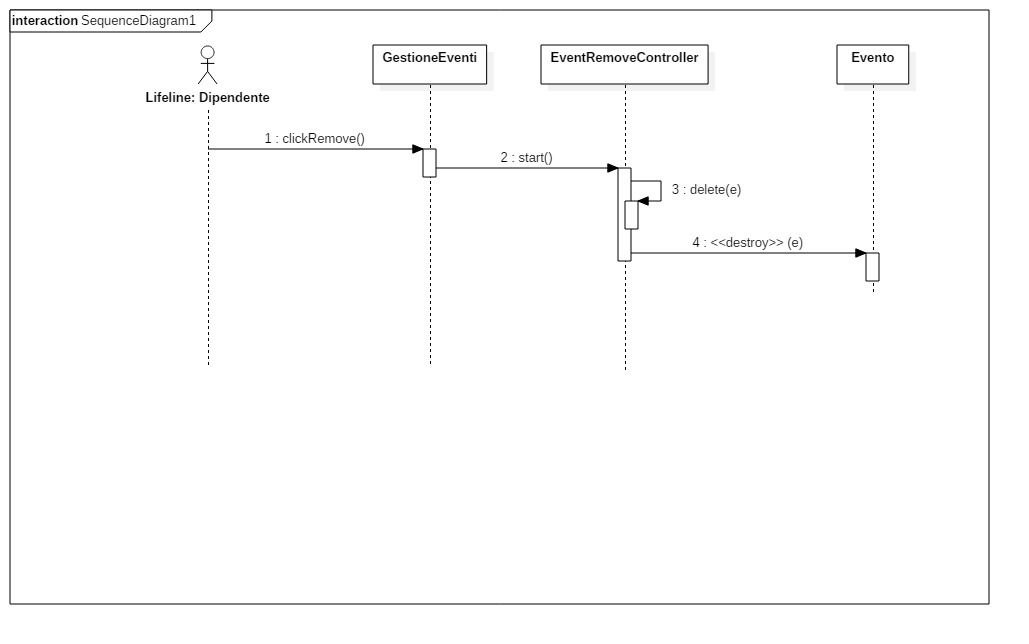 interaction SequenceDiagram1
Lifeline: Dipendente
GestioneEventi
EventRemoveController
Evento
1 : clickRemove()
2 : start()
3 : delete(e)
4 : <<destroy>> (e)